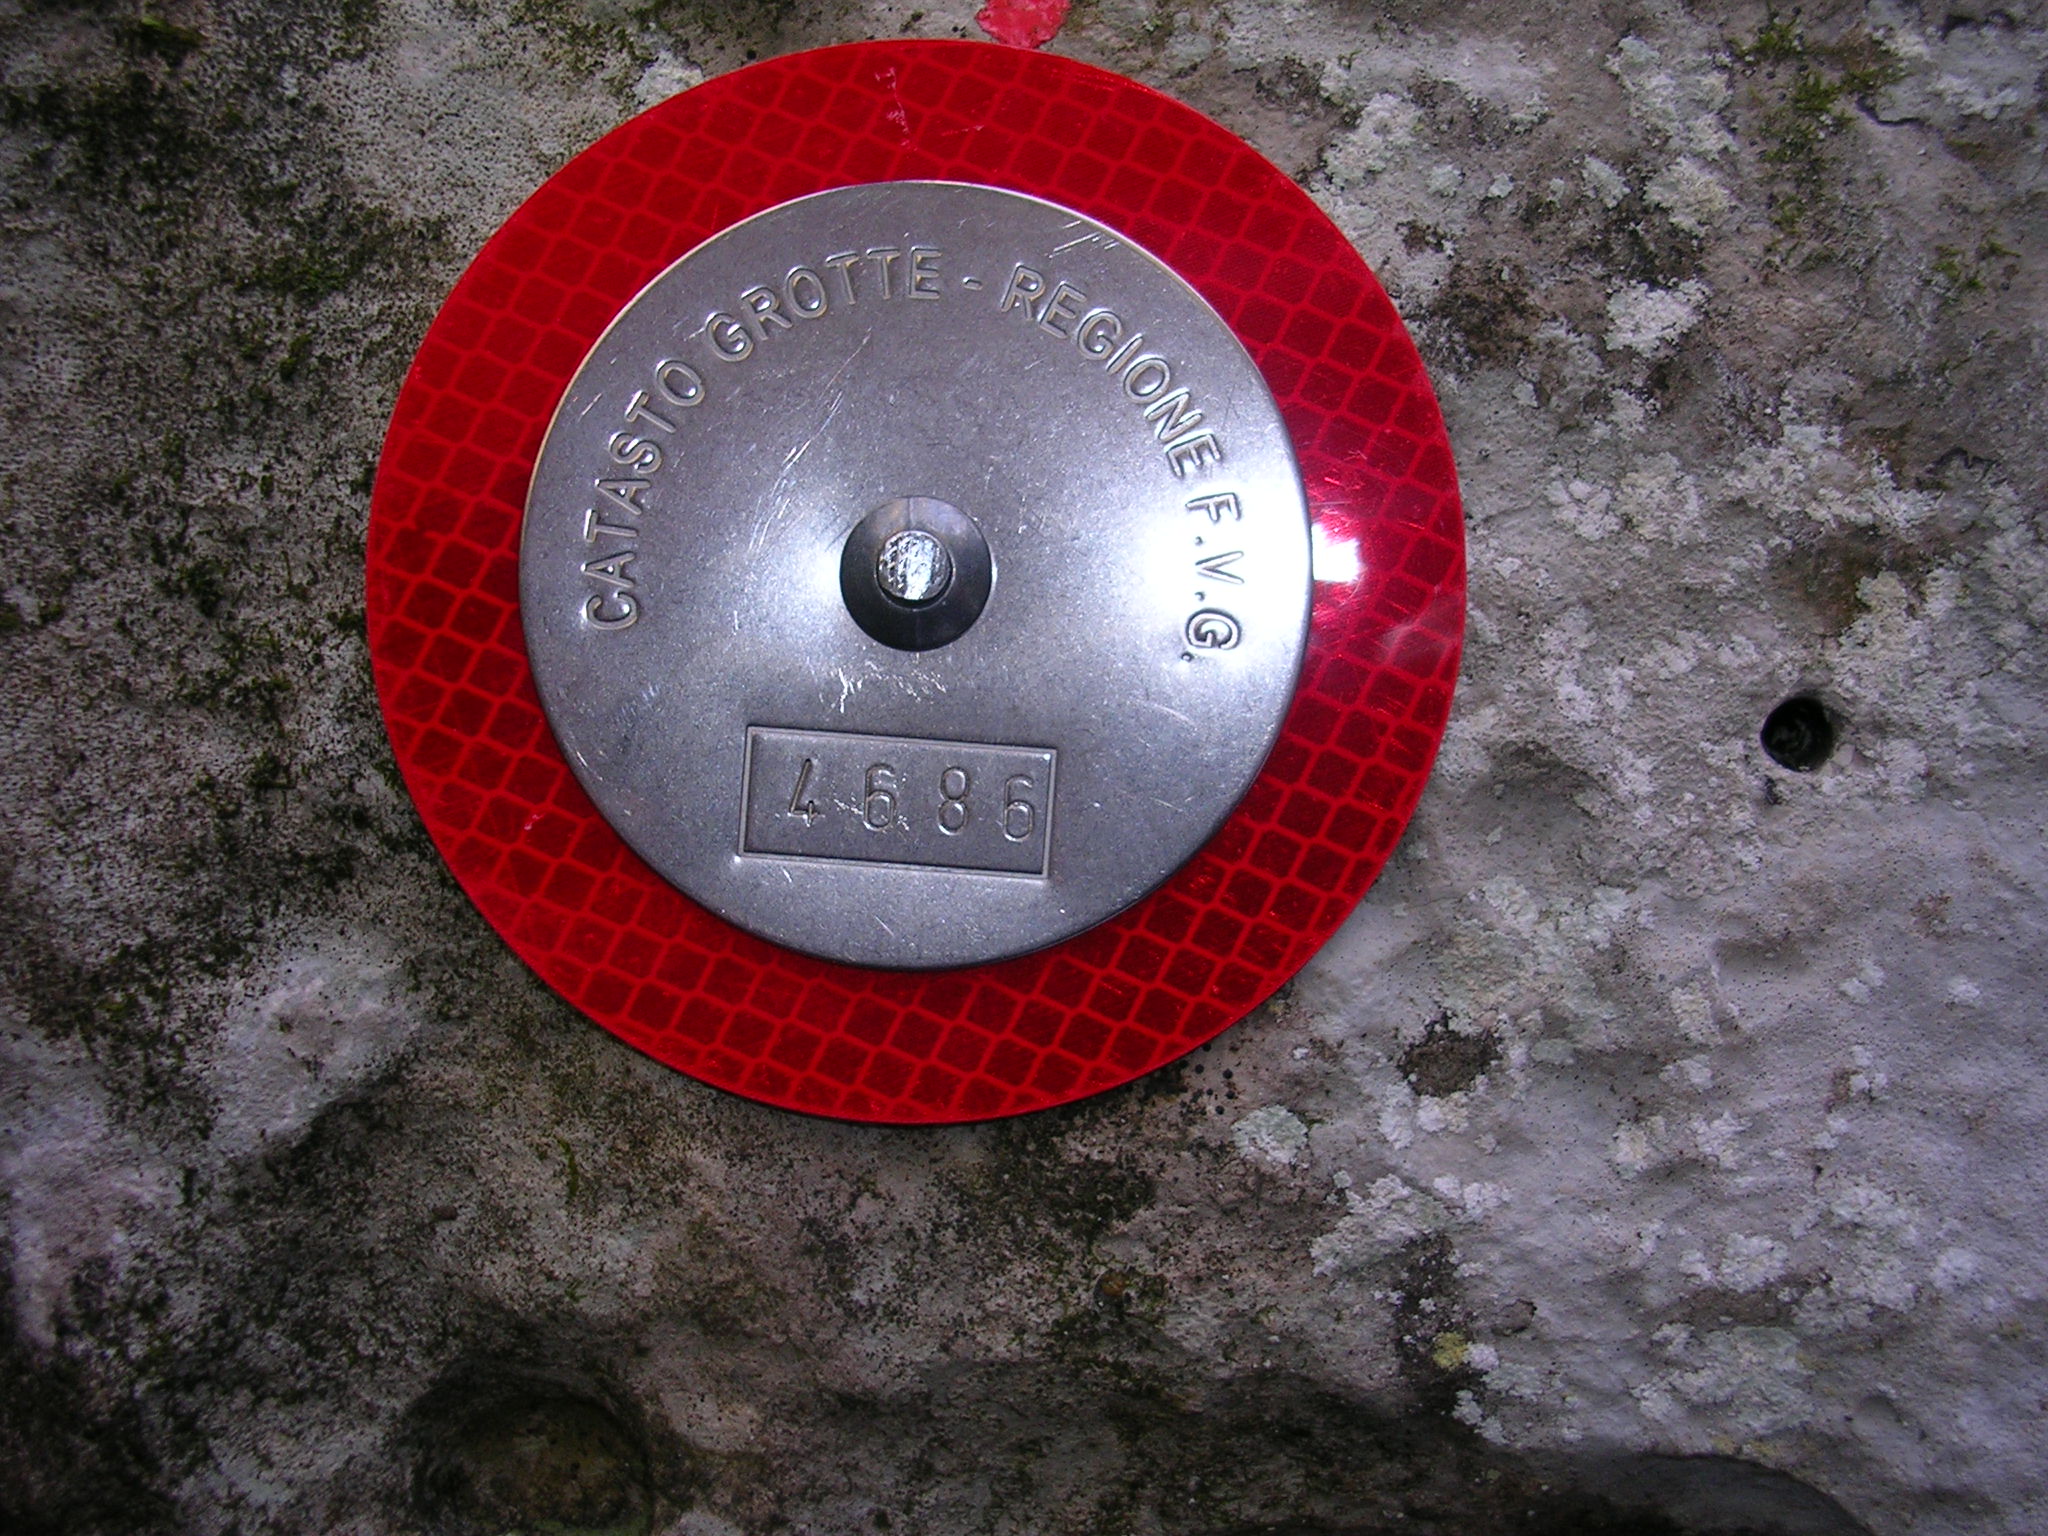 CATASTO GROTTE - REGIONE F.V.G.
4686